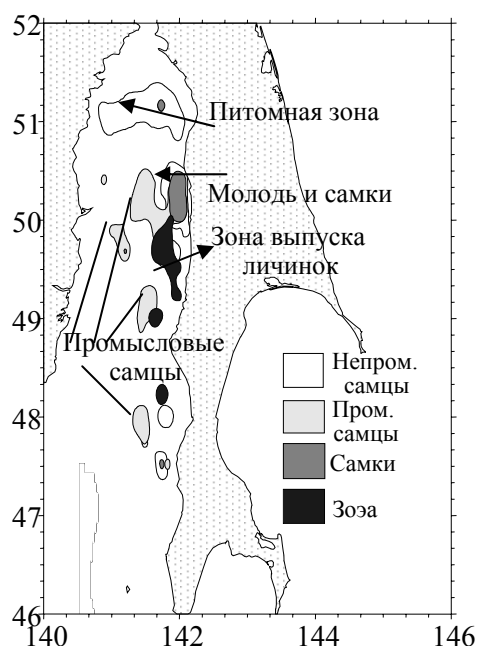 52
51
50
49
48
47
46
140
142
144
146
Питомная зона
Молодь и самки
Зона выпуска
личинок
Промысловые
самцы
Непром.
самцы
Пром.
самцы
Самки
Зоэа